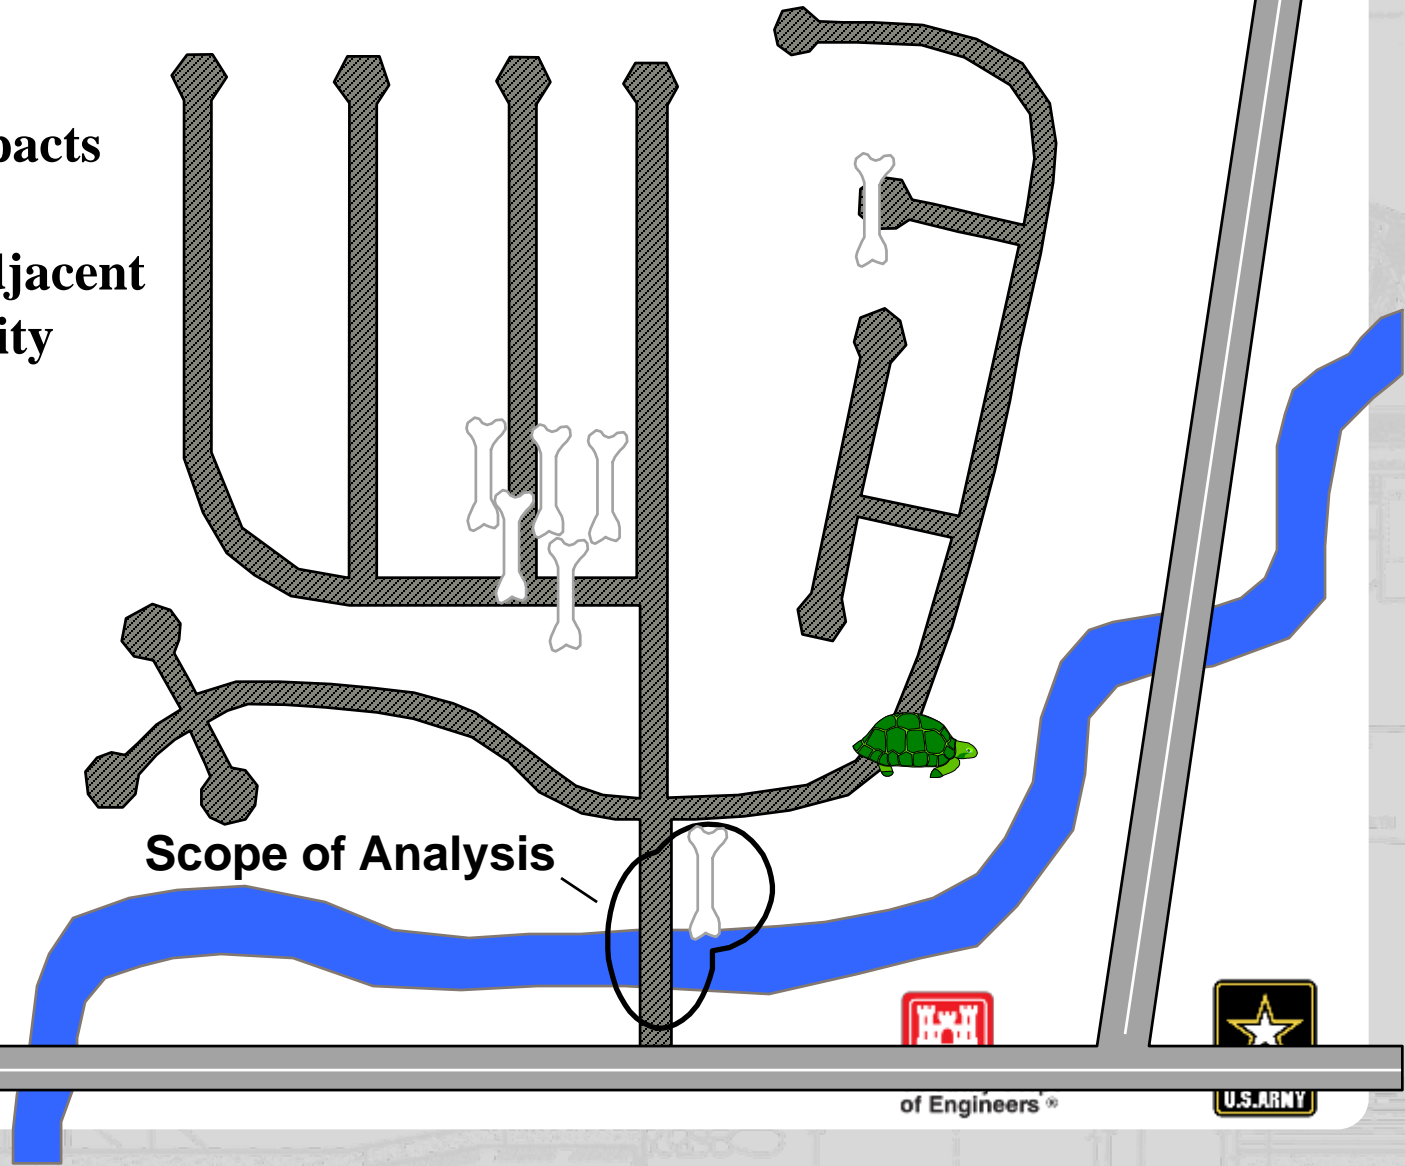 pacts
djacent
ity
Scope of Analysis
of Engineers ®
U.S.ARMY